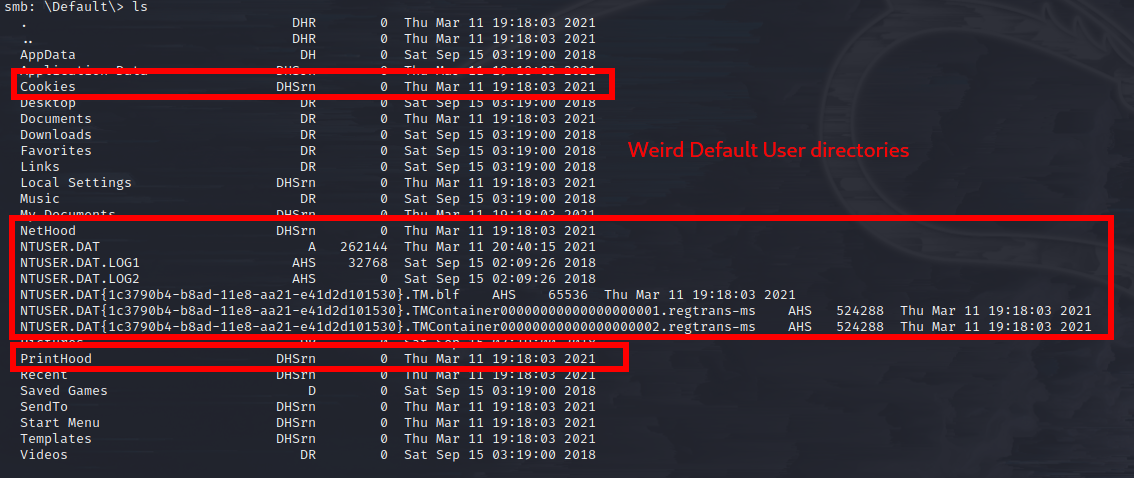 smb: \Default\> ls
. DHR 0 Thu Mar 11 19:18:03 2021
.. DHR 0 Thu Mar 11 19:18:03 2021
AppData DH 0 Sat Sep 15 03:19:00 2018
Application Data DHSrn 0 Thu Mar 11 19:18:03 2021
Cookies DHSrn 0 Thu Mar 11 19:18:03 2021
Desktop DR 0 Sat Sep 15 03:19:00 2018
Documents DR 0 Thu Mar 11 19:18:03 2021
Downloads DR 0 Sat Sep 15 03:19:00 2018
Favorites DR 0 Sat Sep 15 03:19:00 2018
Weird Default User directories
Links DR 0 Sat Sep 15 03:19:00 2018
Local Settings DHSrn 0 Thu Mar 11 19:18:03 2021
Music DR 0 Sat Sep 15 03:19:00 2018
My Documents DHSrn 0 Thu Mar 11 19:18:03 2021
NetHood DHSrn 0 Thu Mar 11 19:18:03 2021
NTUSER.DAT A 262144 Thu Mar 11 20:40:15 2021
NTUSER.DAT.LOG1 AHS 32768 Sat Sep 15 02:09:26 2018
NTUSER.DAT.LOG2 AHS 0 Sat Sep 15 02:09:26 2018
NTUSER.DAT{1c3790b4-b8ad-11e8-aa21-e41d2d101530}.TM.blf AHS 65536 Thu Mar 11 19:18:03 2021
NTUSER.DAT{1c3790b4-b8ad-11e8-aa21-e41d2d101530}.TMContainer00000000000000000001.regtrans-ms AHS 524288 Thu Mar 11 19:18:03 2021
NTUSER.DAT{1c3790b4-b8ad-11e8-aa21-e41d2d101530}.TMContainer00000000000000000002.regtrans-ms AHS 524288 Thu Mar 11 19:18:03 2021
Pictures DR 0 Sat Sep 15 03:19:00 2018
PrintHood DHSrn 0 Thu Mar 11 19:18:03 2021
Recent DHSrn 0 Thu Mar 11 19:18:03 2021
Saved Games D 0 Sat Sep 15 03:19:00 2018
SendTo DHSrn 0 Thu Mar 11 19:18:03 2021
Start Menu DHSrn 0 Thu Mar 11 19:18:03 2021
Templates DHSrn 0 Thu Mar 11 19:18:03 2021
Videos DR 0 Sat Sep 15 03:19:00 2018